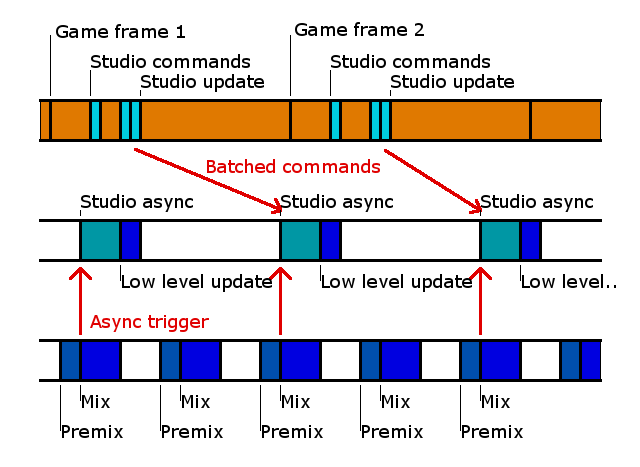 Game frame 1
Game frame 2
Studio commands
Studio commands
Studio update
Studio update
Batched commands
Studio async
Studio async
Studio async
Low level update
Low level update
Low level..
Async trigger
Mix
Mix
Mix
Mix
Mix
Premix
Premix
Premix
Premix
Premix